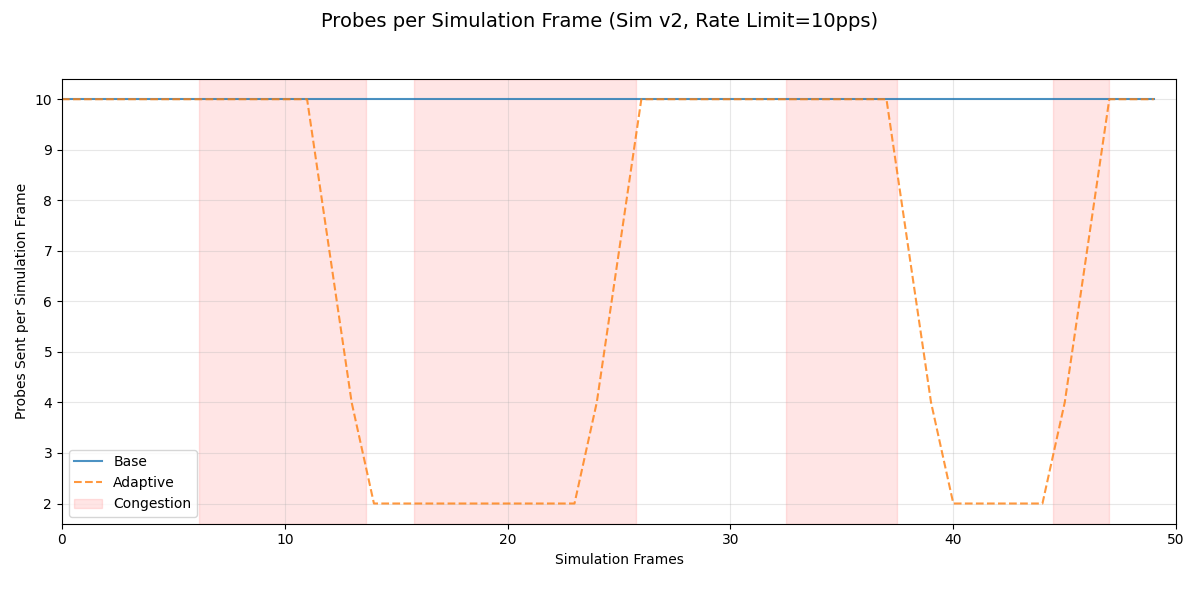 Probes per Simulation Frame (Sim v2, Rate Limit=10pps)
Probes Sent per Simulation Frame
10
9
8
7
6
5
4
3
2
Base
Adaptive
Congestion
0 10 20 30 40 50
Simulation Frames